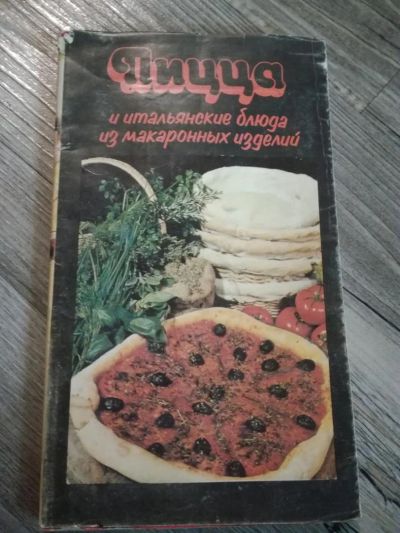 Пицца
и итальянские блюда
из макаронных изделий